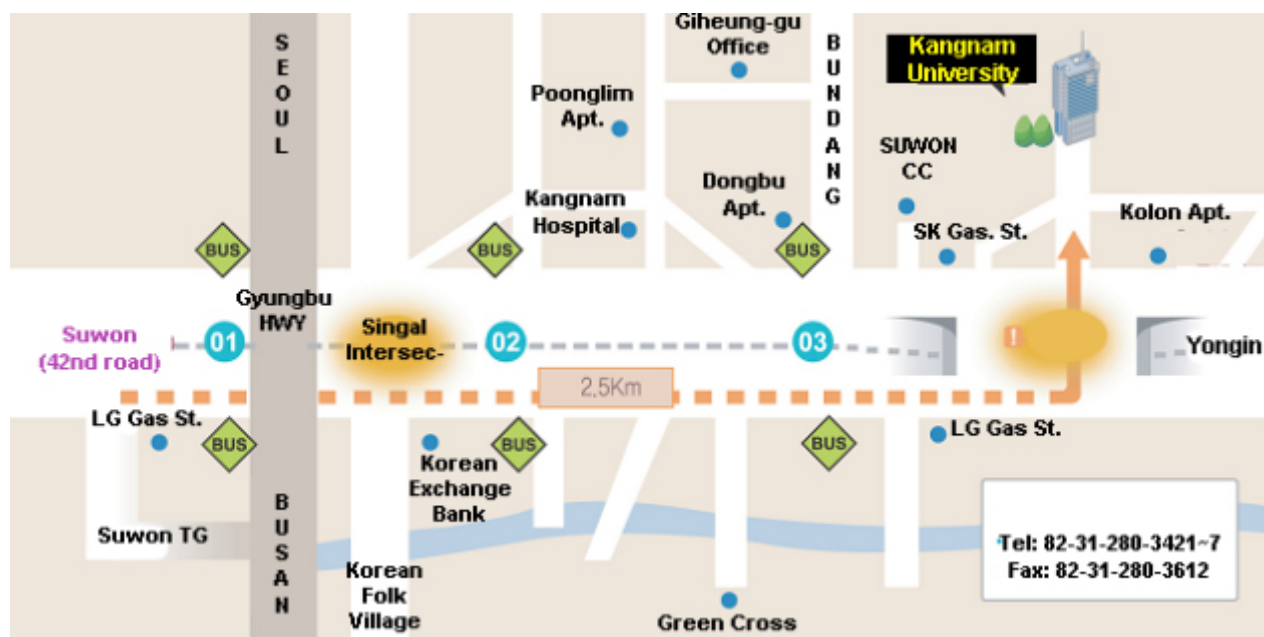 SEOUL
Giheung-gu
Office
BUNDANG
Kangnam
University
Poonglim
Apt.
SUWON
CC
Dongbu
Apt.
Kangnam
Hospital
Kolon Apt.
SK Gas. St.
BUS
BUS
BUS
Gyungbu
HWY
Suwon
(42nd road)
01
Singal
Intersec-
02
03
!
Yongin
2.5Km
LG Gas St.
BUS
BUS
BUS
LG Gas St.
Korean
Exchange
Bank
BUSAN
Suwon TG
Korean
Folk
Village
Green Cross
Tel: 82-31-280-3421~7
Fax: 82-31-280-3612